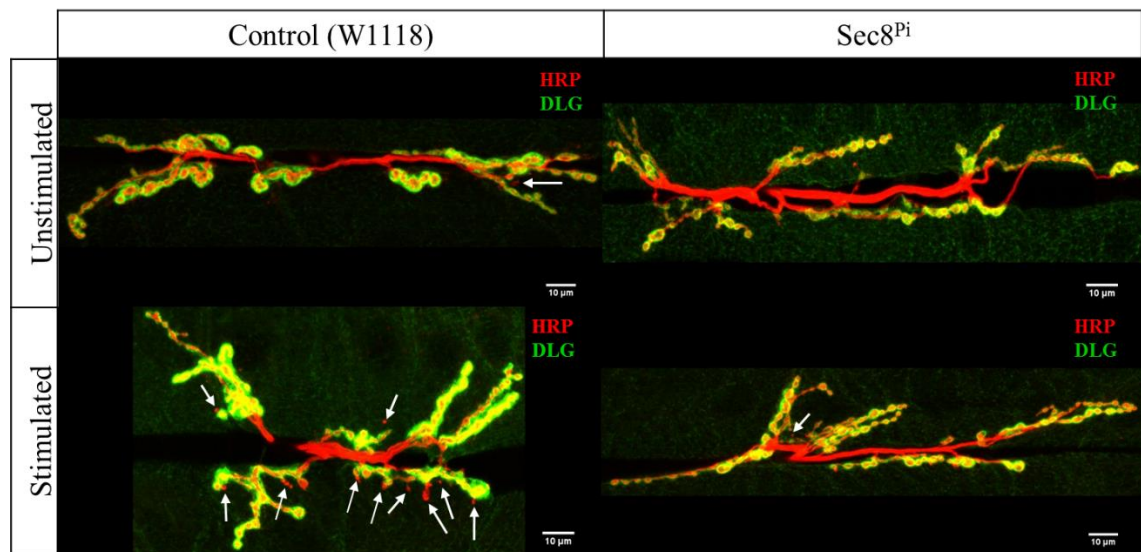 Control (W1118)
Sec8ᴾⁱ
Unstimulated
HRP
DLG
10 µm
HRP
DLG
10 µm
Stimulated
HRP
DLG
10 µm
HRP
DLG
10 µm